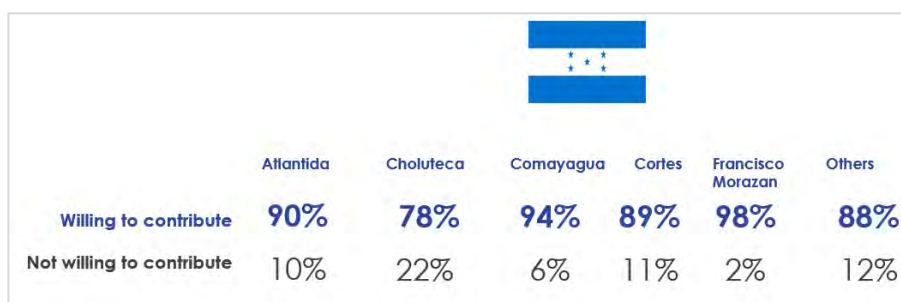 Atlantida Choluteca Comayagua Cortes Francisco Morazan Others
Willing to contribute 90% 78% 94% 89% 98% 88%
Not willing to contribute 10% 22% 6% 11% 2% 12%